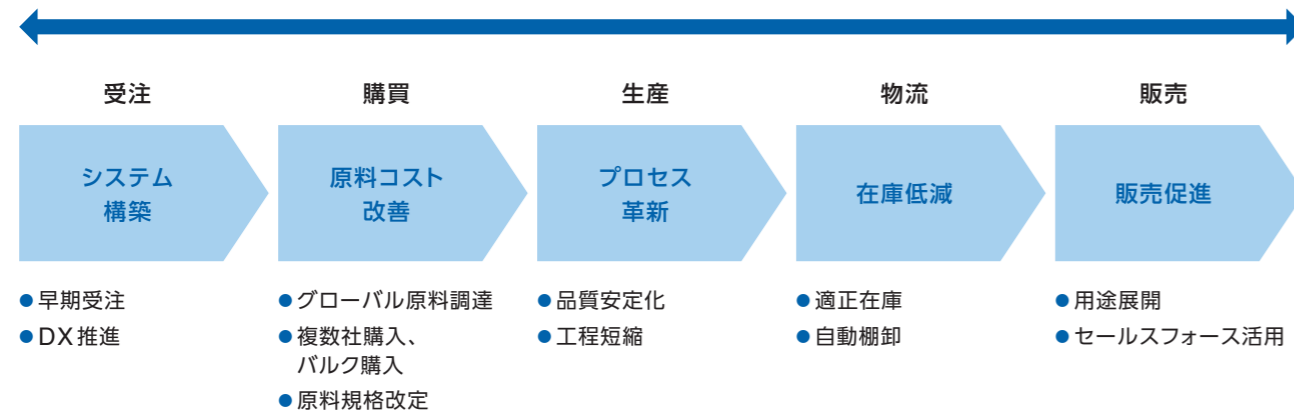 受注
購買
生産
物流
販売
システム
構築
原料コスト
改善
プロセス
革新
在庫低減
販売促進
●早期受注
●DX推進
●グローバル原料調達
●複数社購入、
バルク購入
●原料規格改定
●品質安定化
●工程短縮
●適正在庫
●自動棚卸
●用途展開
●セールスフォース活用